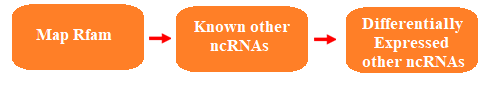 Map Rfam
Known other
ncRNAs
Differentially
Expressed
other ncRNAs